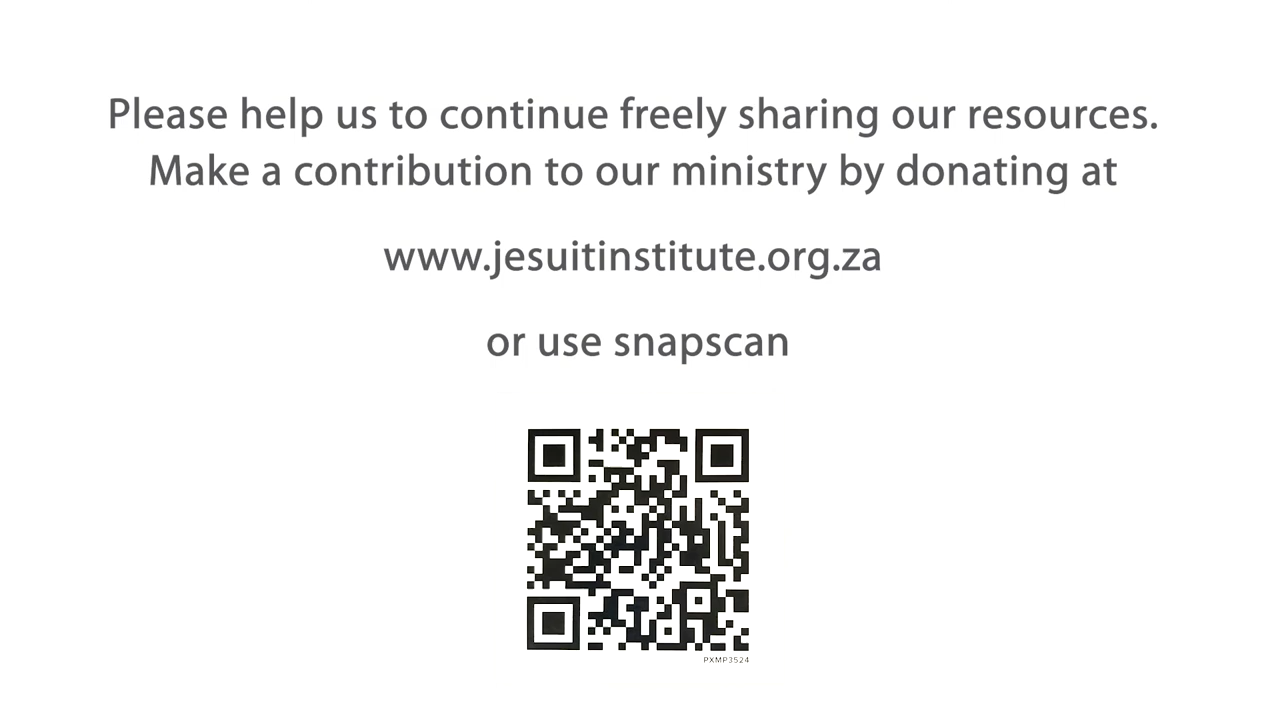 Please help us to continue freely sharing our resources.
Make a contribution to our ministry by donating at
www.jesuitinstitute.org.za
or use snapscan
PXMP3524